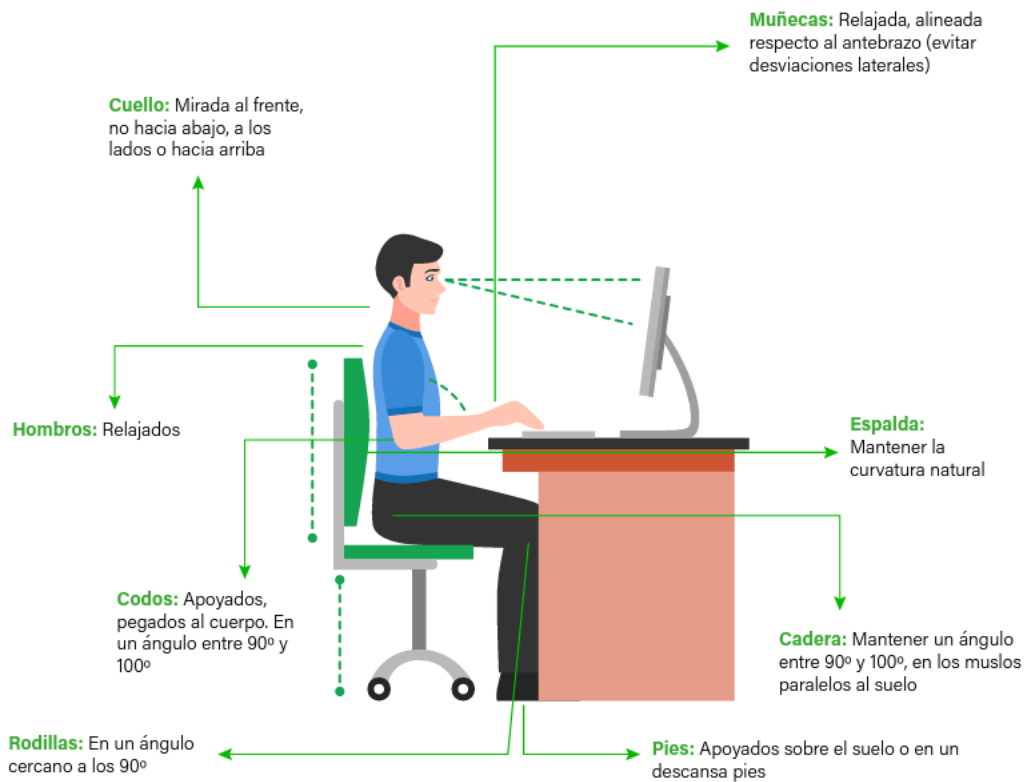 Muñecas: Relajada, alineada
respecto al antebrazo (evitar
desviaciones laterales)
Cuello: Mirada al frente,
no hacia abajo, a los
lados o hacia arriba
Hombros: Relajados
Espalda:
Mantener la
curvatura natural
Codos: Apoyados,
pegados al cuerpo. En
un ángulo entre 90º y
100º
Cadera: Mantener un ángulo
entre 90º y 100º, en los muslos
paralelos al suelo
Rodillas: En un ángulo
cercano a los 90º
Pies: Apoyados sobre el suelo o en un
descansa pies